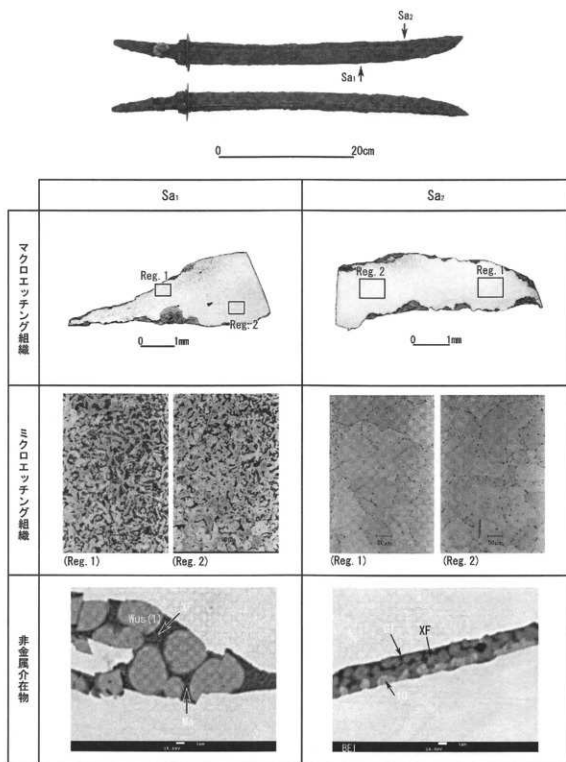 Sa₂
Sa₁
0 20cm
Sa₁ Sa₂
マクロエッチング組織
Reg. 1
Reg. 2
0 1mm
Reg. 2
Reg. 1
0 1mm
ミクロエッチング組織
(Reg. 1) (Reg. 2)
(Reg. 1) (Reg. 2)
非金属介在物
XF
BEI